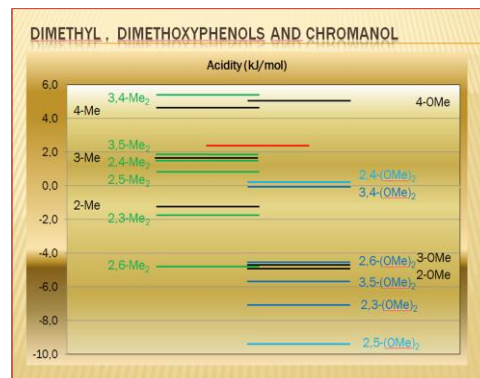 DIMETHYL , DIMETHOXYPHENOLS AND CHROMANOL
Acidity (kJ/mol)
6,0
3,4-Me₂
4-OMe
4-Me
4,0
3,5-Me₂
2,0
3-Me
2,4-Me₂
2,5-Me₂
2,4-(OMe)₂
0,0
3,4-(OMe)₂
2-Me
2,3-Me₂
-2,0
-4,0
2,6-Me₂
2,6-(OMe)₂
3-OMe
2-OMe
3,5-(OMe)₂
-6,0
2,3-(OMe)₂
-8,0
2,5-(OMe)₂
-10,0